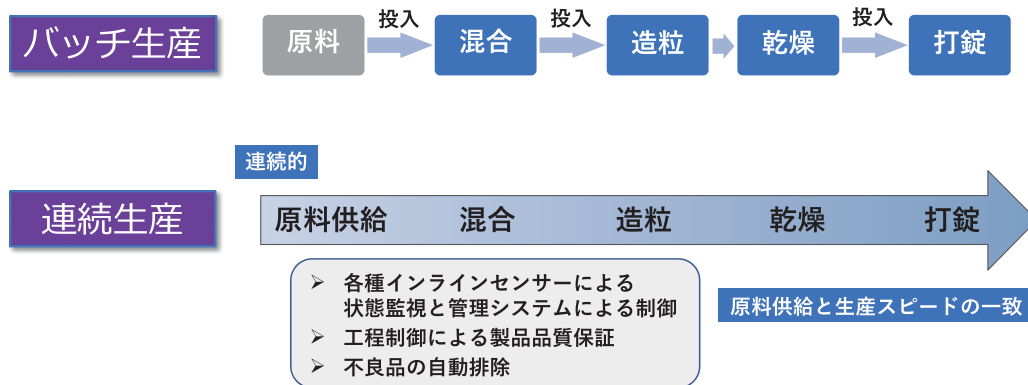 バッチ生産
原料
投入
混合
投入
造粒
乾燥
投入
打錠
連続的
連続生産
原料供給
混合
造粒
乾燥
打錠
➢ 各種インラインセンサーによる
状態監視と管理システムによる制御
➢ 工程制御による製品品質保証
➢ 不良品の自動排除
原料供給と生産スピードの一致